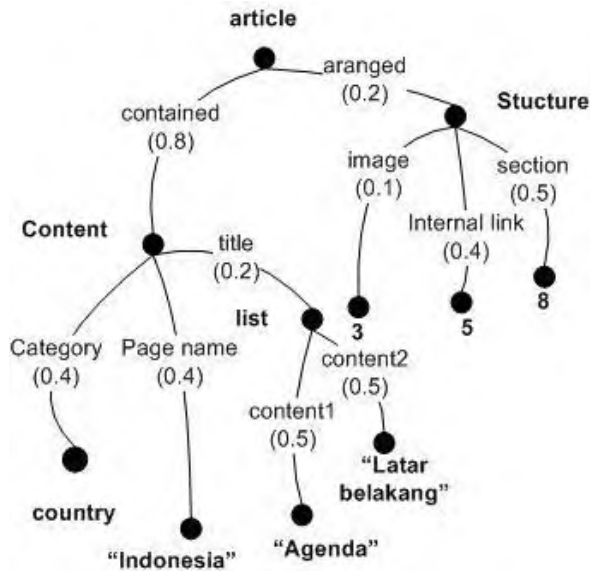 article
aranged
(0.2)
contained
(0.8)
Stucture
image
(0.1)
section
(0.5)
Internal link
(0.4)
Content
title
(0.2)
list
3
5
8
Category
(0.4)
Page name
(0.4)
content2
(0.5)
content1
(0.5)
country
"Indonesia"
"Agenda"
"Latar
belakang"